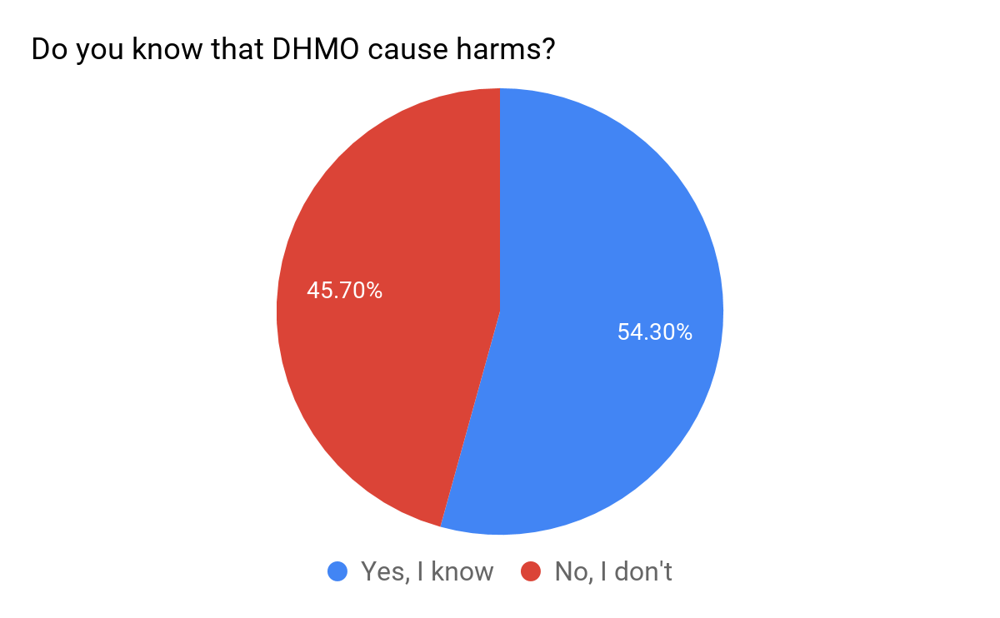 Do you know that DHMO cause harms?
45.70%
54.30%
Yes, I know No, I don't